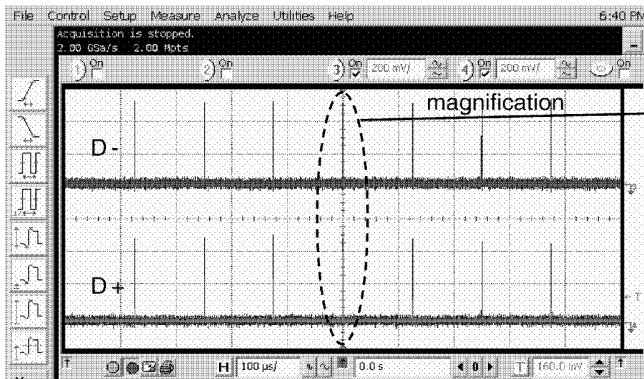 File Control Setup Measure Analyze Utilities Help 6:40 PM
Acquisition is stopped.
2.00 GSa/s 2.00 Mpts
1) On 2) On 3) On 200 mV/ 4) On 200 mV/ On
magnification
D-
D+
H 100 µs/ 0.0 s 0 T 160.0 mV